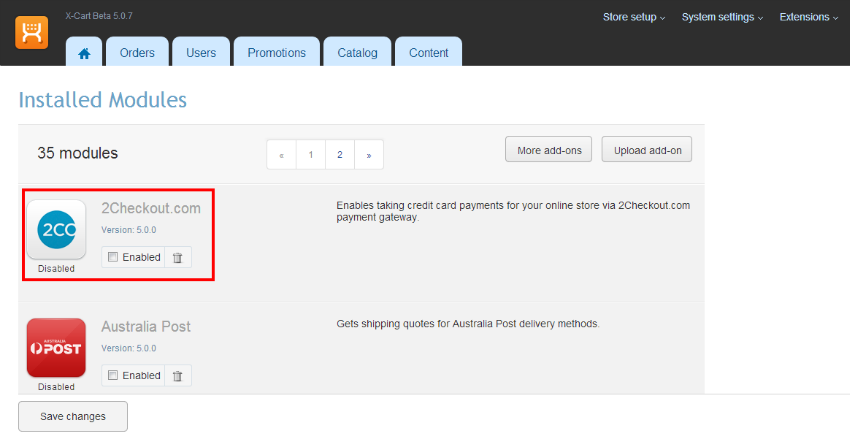 X-Cart Beta 5.0.7
Store setup
System settings
Extensions
Orders
Users
Promotions
Catalog
Content
Installed Modules
35 modules
« 1 2 »
More add-ons
Upload add-on
2CO
2Checkout.com
Version: 5.0.0
Enabled
Disabled
Enables taking credit card payments for your online store via 2Checkout.com
payment gateway.
AUSTRALIA
POST
Australia Post
Version: 5.0.0
Enabled
Disabled
Gets shipping quotes for Australia Post delivery methods.
Save changes